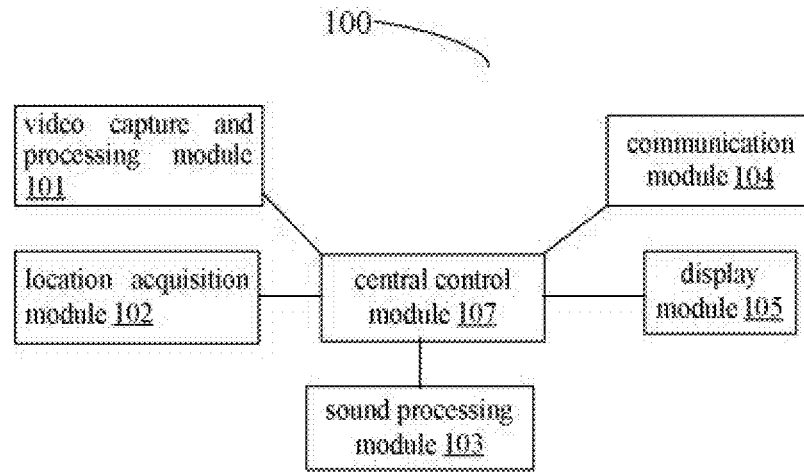 100
video capture and
processing module
101
communication
module 104
location acquisition
module 102
central control
module 107
display
module 105
sound processing
module 103